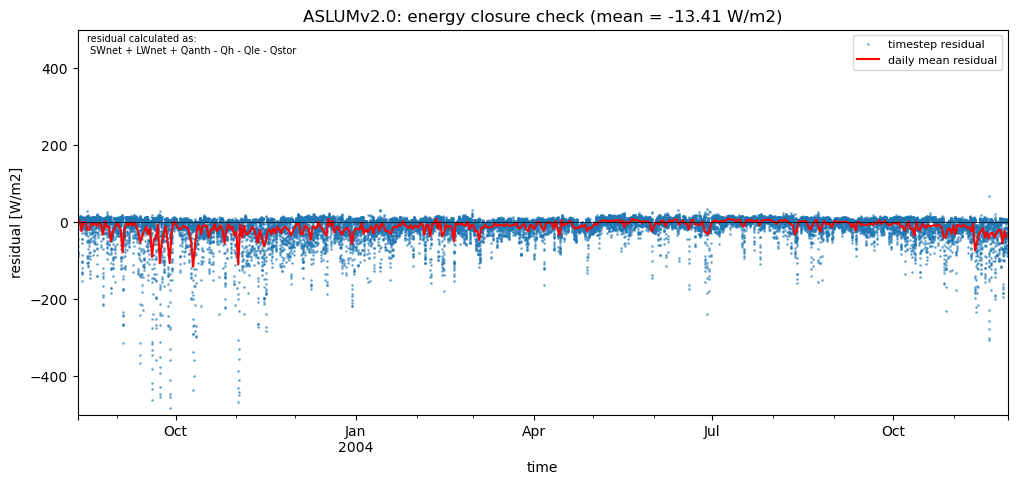 ASLUMv2.0: energy closure check (mean = -13.41 W/m2)
residual calculated as:
SWnet + LWnet + Qanth - Qh - Qle - Qstor
timestep residual
daily mean residual
residual [W/m2]
400
200
0
−200
−400
Oct
Jan
2004
Apr
Jul
Oct
time